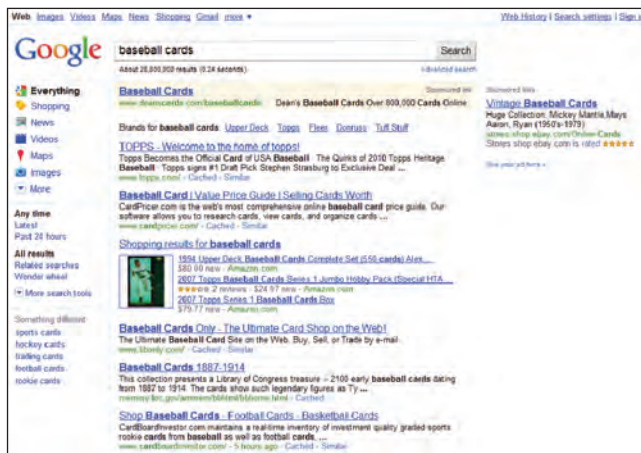 Web Images Videos Maps News Shopping Gmail more ▼
Web History | Search settings | Sign
Google
baseball cards
Search
About 28,800,000 results (0.24 seconds)
Advanced search
Everything
Shopping
News
Videos
Maps
Images
More
Any time
Latest
Past 24 hours
All results
Related searches
Wonder wheel
More search tools
Something different
sports cards
hockey cards
trading cards
football cards
rookie cards
Baseball Cards
Sponsored link
www.deanscards.com/baseballcards Dean's Baseball Cards Over 800,000 Cards Online
Brands for baseball cards: Upper Deck Topps Fleer Donruss Tuff Stuff
TOPPS - Welcome to the home of topps!
Topps Becomes the Official Card of USA Baseball · The Quirks of 2010 Topps Heritage
Baseball · Topps signs #1 Draft Pick Stephen Strasburg to Exclusive Deal ...
www.topps.com/ - Cached - Similar
Baseball Card | Value Price Guide | Selling Cards Worth
CardPricer.com is the web's most comprehensive online baseball card price guide. Our
software allows you to research cards, view cards, and organize cards ...
www.cardpricer.com/ - Cached - Similar
Shopping results for baseball cards
1994 Upper Deck Baseball Cards Complete Set (550 cards) Alex...
$80.00 new - Amazon.com
2007 Topps Baseball Cards Series 1 Jumbo Hobby Pack (Special HTA ...
2 reviews - $24.97 new - Amazon.com
2007 Topps Series 1 Baseball Cards Box
$79.77 new - Amazon.com
Baseball Cards Only - The Ultimate Card Shop on the Web!
The Ultimate Baseball Card Site on the Web. Buy, Sell, or Trade by e-mail.
- Cached - Similar
Baseball Cards 1887-1914
This collection presents a Library of Congress treasure -- 2100 early baseball cards dating
from 1887 to 1914. The cards show such legendary figures as Ty ...
memory.loc.gov/ammem/bbhtml/bbhome.html - Cached
Shop Baseball Cards - Football Cards - Basketball Cards
CardBoardInvestor.com maintains a real-time inventory of investment quality graded sports
rookie cards from baseball as well as football cards, ...
www.cardboardinvestor.com/ - 5 hours ago - Cached - Similar
Sponsored links
Vintage Baseball Cards
Huge Collection: Mickey Mantle, Mays
Aaron, Ryan (1950's-1979)
stores.shop.ebay.com/Online-Cards
Stores shop ebay.com is rated
See your ad here »